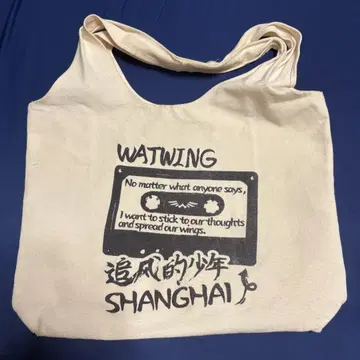 WATWING
No matter what anyone says,
I want to stick to our thoughts
and spread our wings.
追风的少年
SHANGHAI